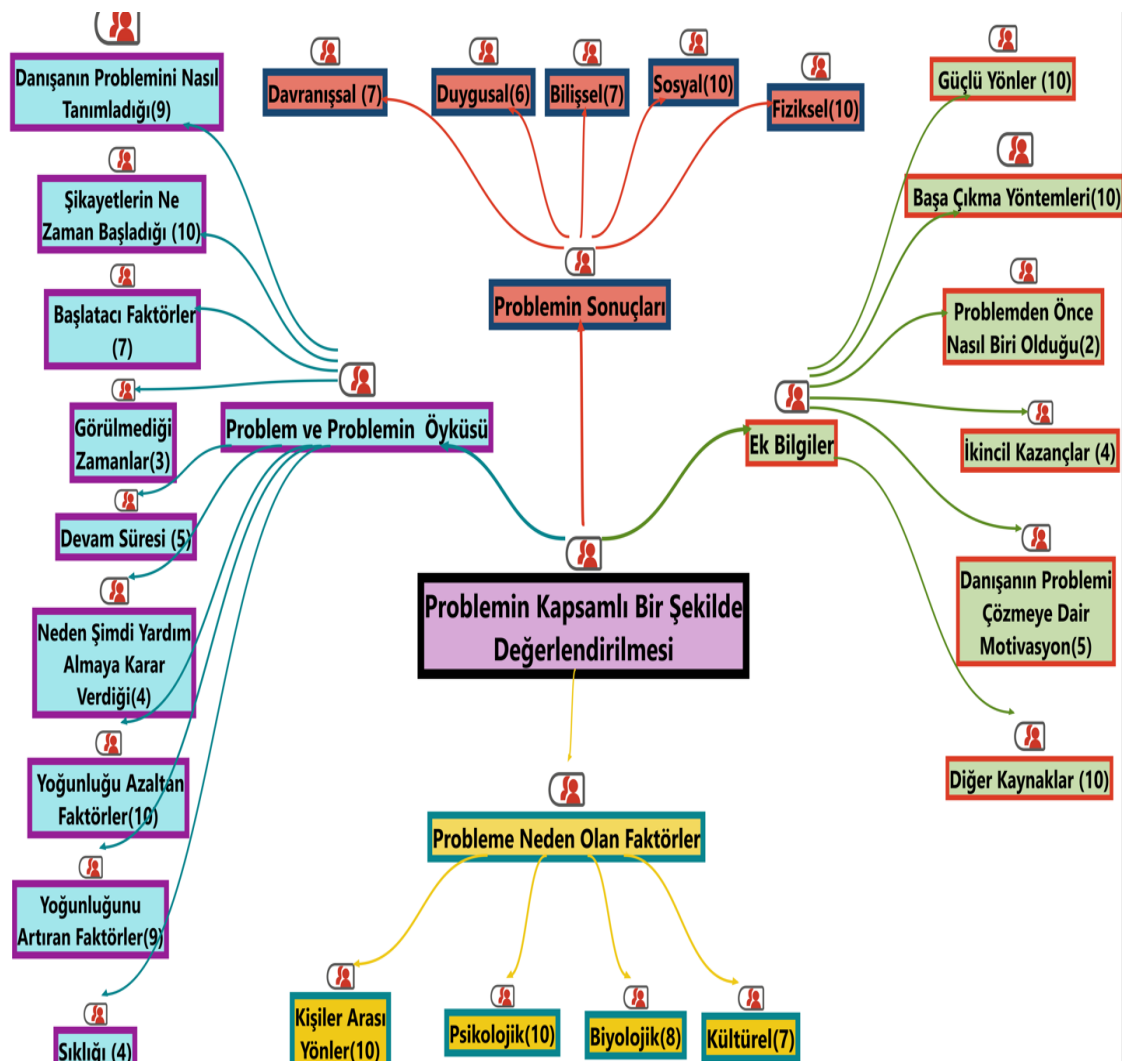 Danışanın Problemini Nasıl
Tanımladığı(9)
Şikayetlerin Ne
Zaman Başladığı (10)
Başlatacı Faktörler
(7)
Görülmediği
Zamanlar(3)
Devam Süresi (5)
Neden Şimdi Yardım
Almaya Karar
Verdiği(4)
Yoğunluğu Azaltan
Faktörler(10)
Yoğunluğunu
Artıran Faktörler(9)
Sıklığı (4)
Problem ve Problemin Öyküsü
Davranışsal (7)
Duygusal(6)
Bilişsel(7)
Sosyal(10)
Fiziksel(10)
Problemin Sonuçları
Problemin Kapsamlı Bir Şekilde
Değerlendirilmesi
Probleme Neden Olan Faktörler
Kişiler Arası
Yönler(10)
Psikolojik(10)
Biyolojik(8)
Kültürel(7)
Ek Bilgiler
Güçlü Yönler (10)
Başa Çıkma Yöntemleri(10)
Problemden Önce
Nasıl Biri Olduğu(2)
İkincil Kazançlar (4)
Danışanın Problemi
Çözmeye Dair
Motivasyon(5)
Diğer Kaynaklar (10)